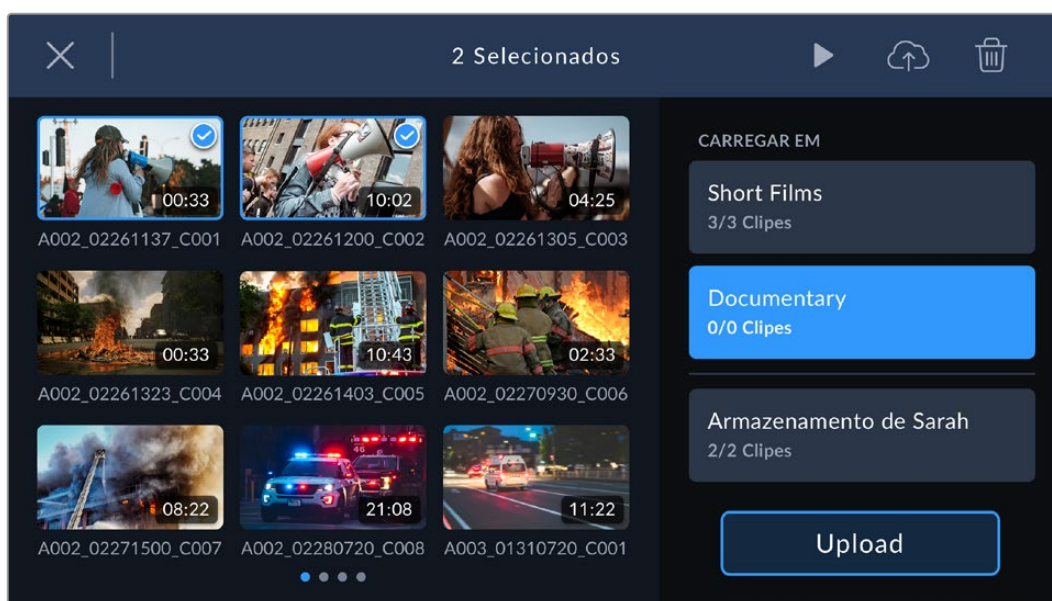 2 Selecionados
00:33
10:02
04:25
A002_02261137_C001
A002_02261200_C002
A002_02261305_C003
00:33
10:43
02:33
A002_02261323_C004
A002_02261403_C005
A002_02270930_C006
08:22
21:08
11:22
A002_02271500_C007
A002_02280720_C008
A003_01310720_C001
CARREGAR EM
Short Films
3/3 Clipes
Documentary
0/0 Clipes
Armazenamento de Sarah
2/2 Clipes
Upload